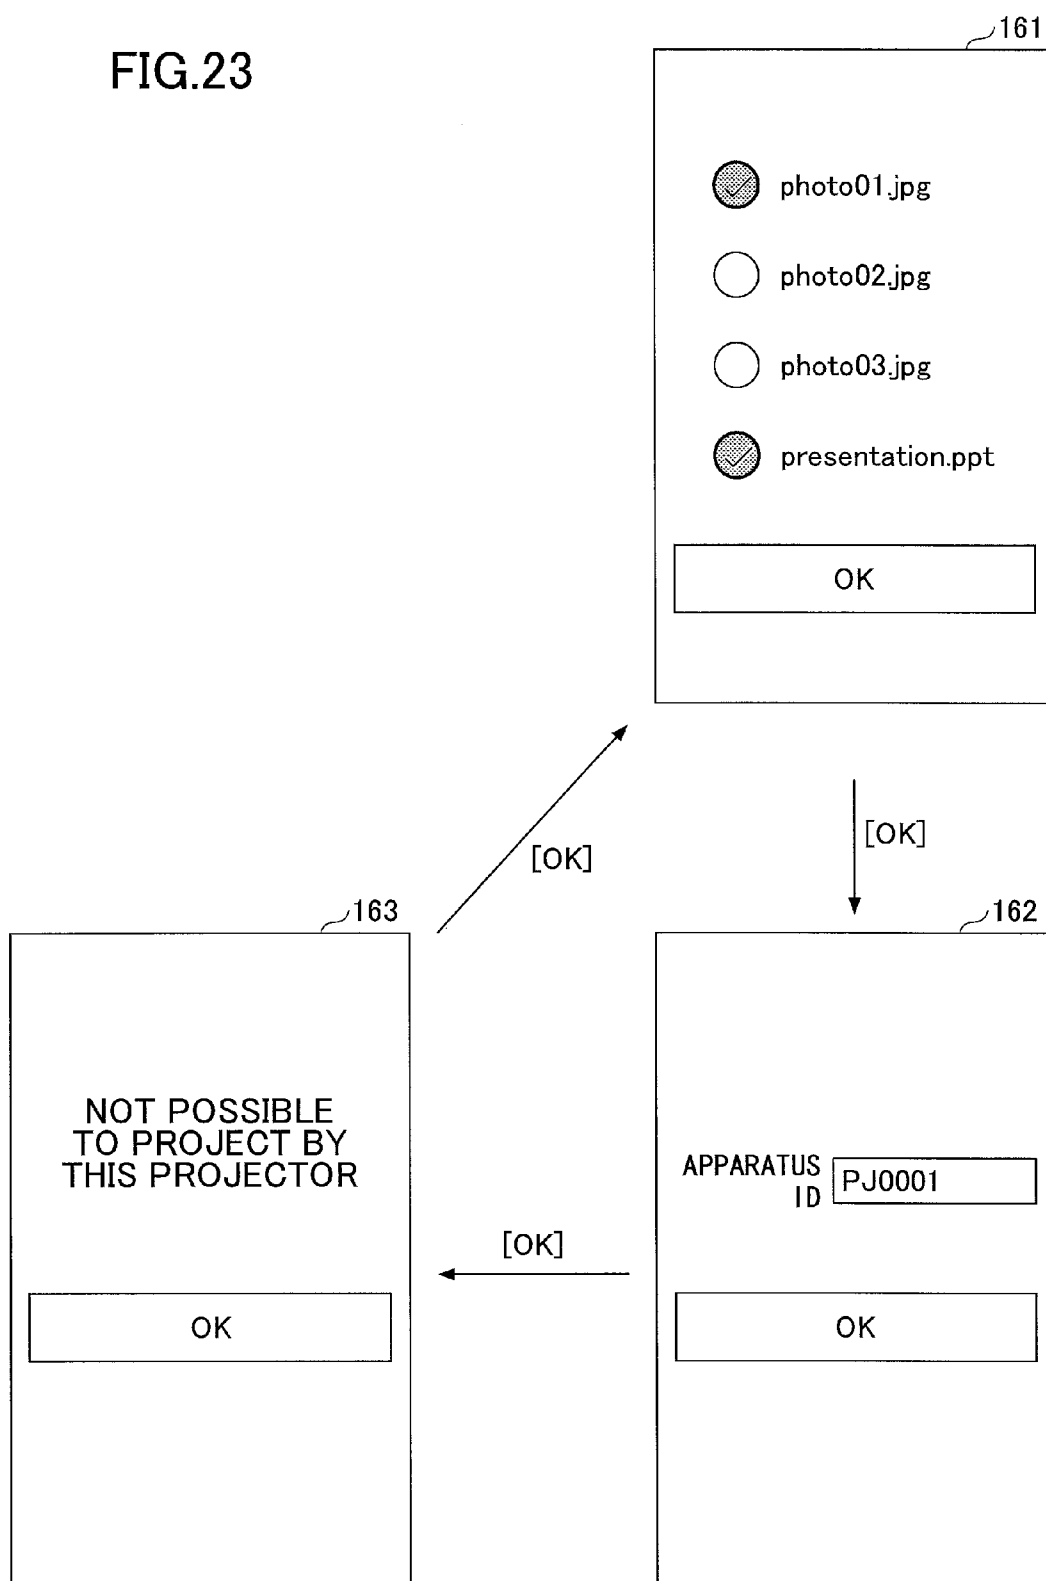 FIG.23
161
photo01.jpg
photo02.jpg
photo03.jpg
presentation.ppt
OK
[OK]
[OK]
163
NOT POSSIBLE
TO PROJECT BY
THIS PROJECTOR
OK
[OK]
162
APPARATUS
ID
PJ0001
OK